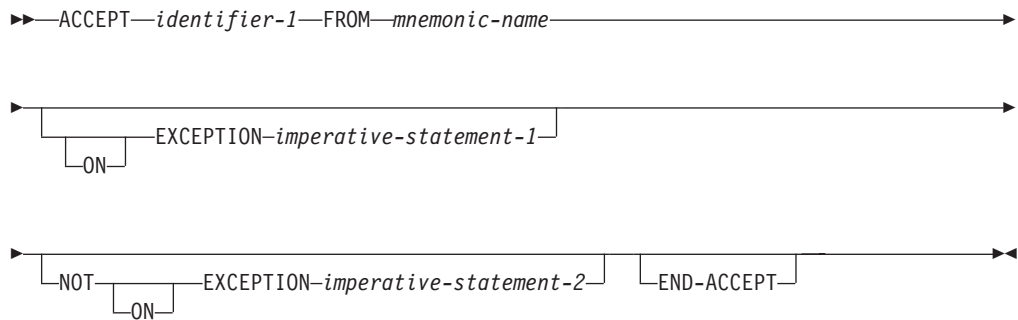 ACCEPT identifier-1 FROM mnemonic-name
EXCEPTION imperative-statement-1
ON
NOT EXCEPTION imperative-statement-2 END-ACCEPT
ON